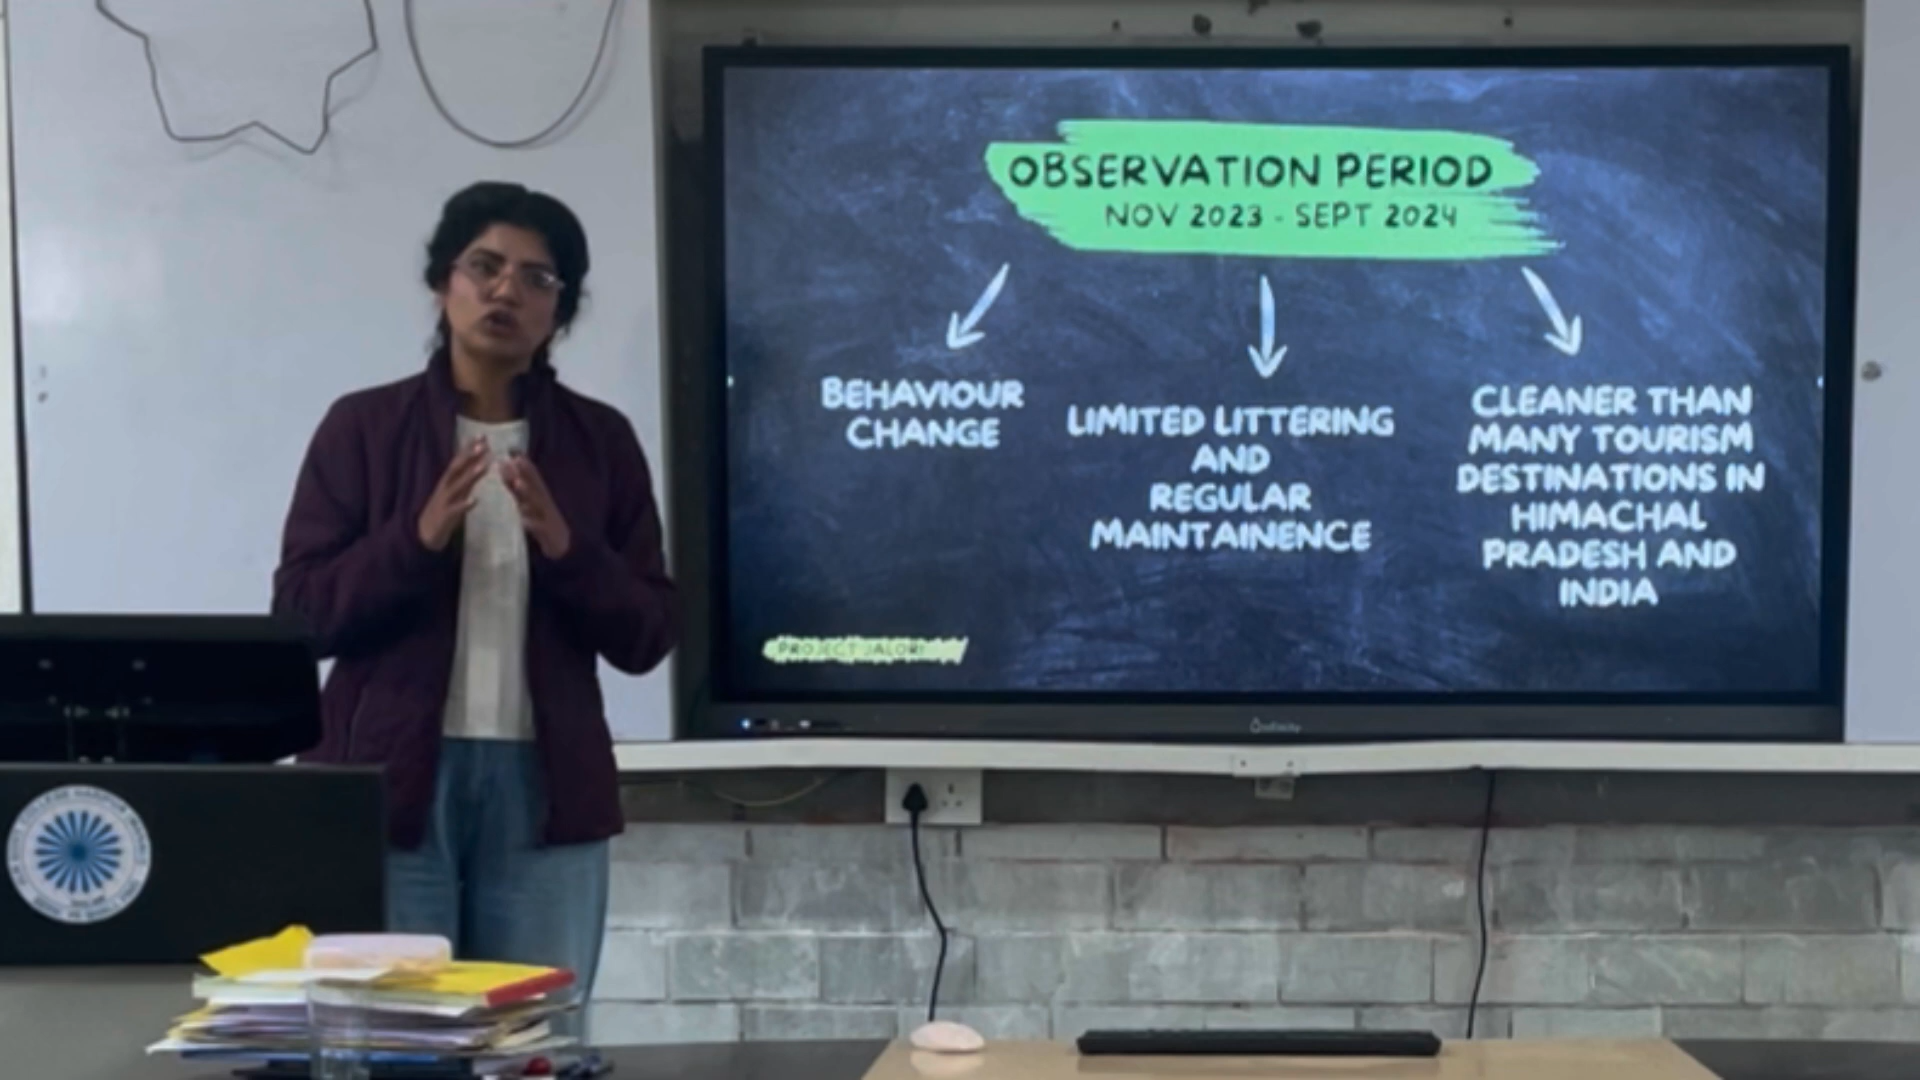 OBSERVATION PERIOD
NOV 2023 - SEPT 2024
BEHAVIOUR
CHANGE
LIMITED LITTERING
AND
REGULAR
MAINTAINENCE
CLEANER THAN
MANY TOURISM
DESTINATIONS IN
HIMACHAL
PRADESH AND
INDIA
PROJECT JALORI